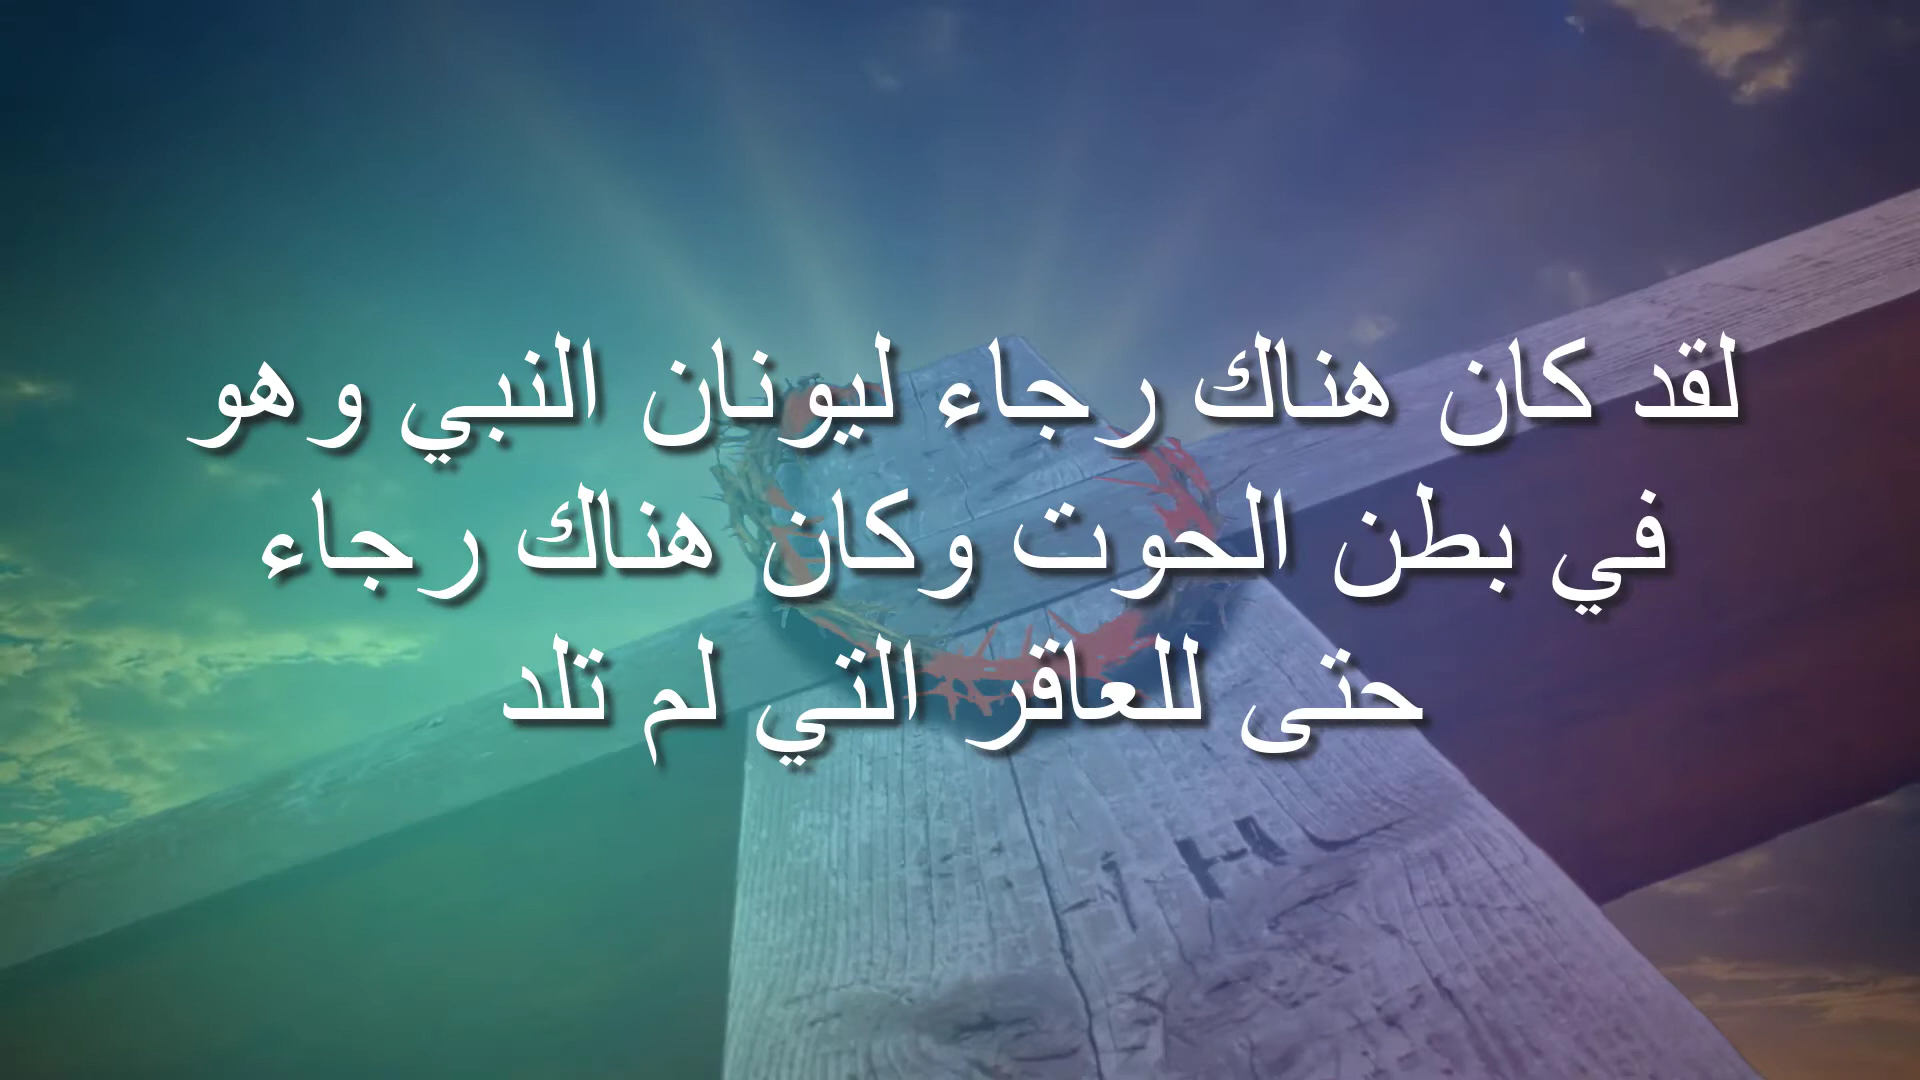 لقد كان هناك رجاء ليونان النبي وهو
في بطن الحوت وكان هناك رجاء
حتى للعاقر التي لم تلد